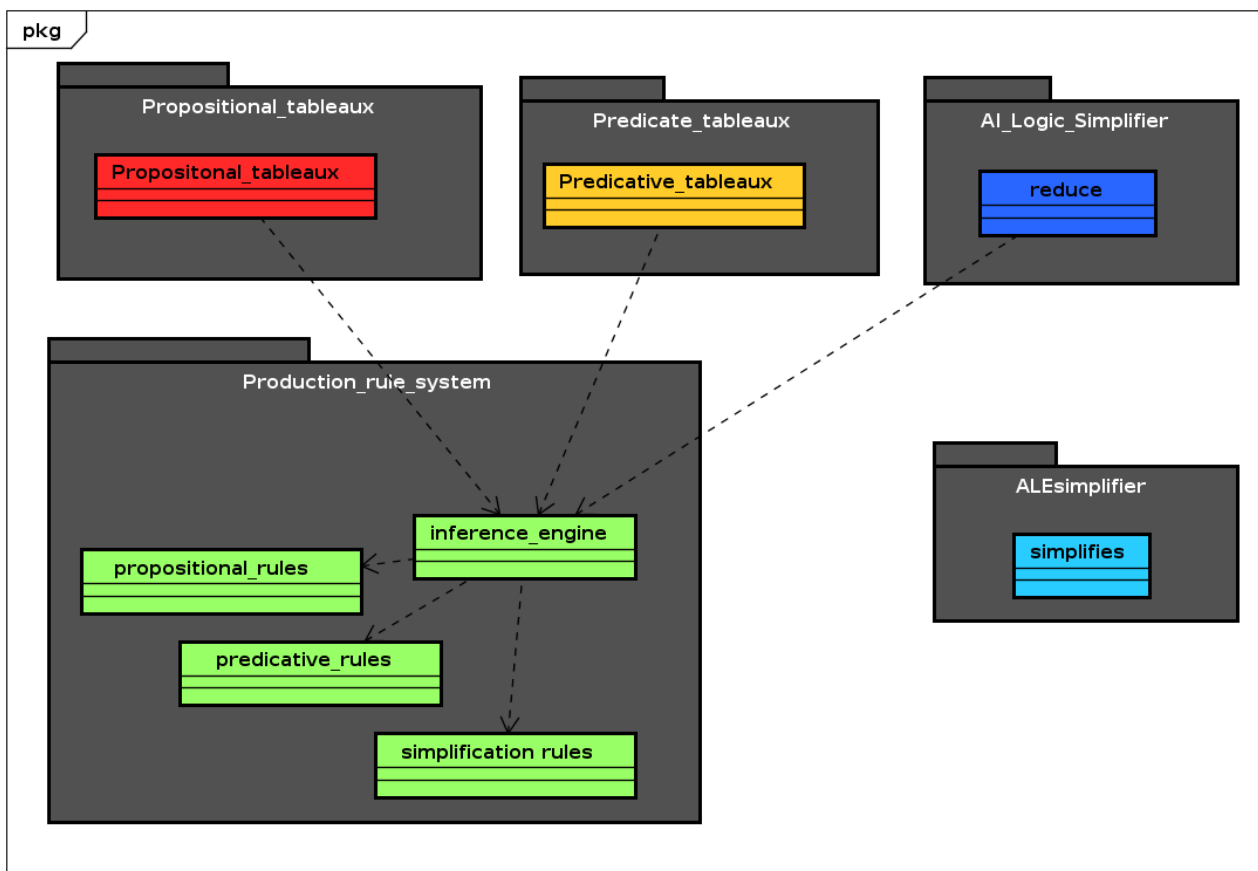 pkg
Propositional_tableaux
Propositonal_tableaux
Predicate_tableaux
Predicative_tableaux
AI_Logic_Simplifier
reduce
Production_rule_system
inference_engine
propositional_rules
predicative_rules
simplification rules
ALEsimplifier
simplifies